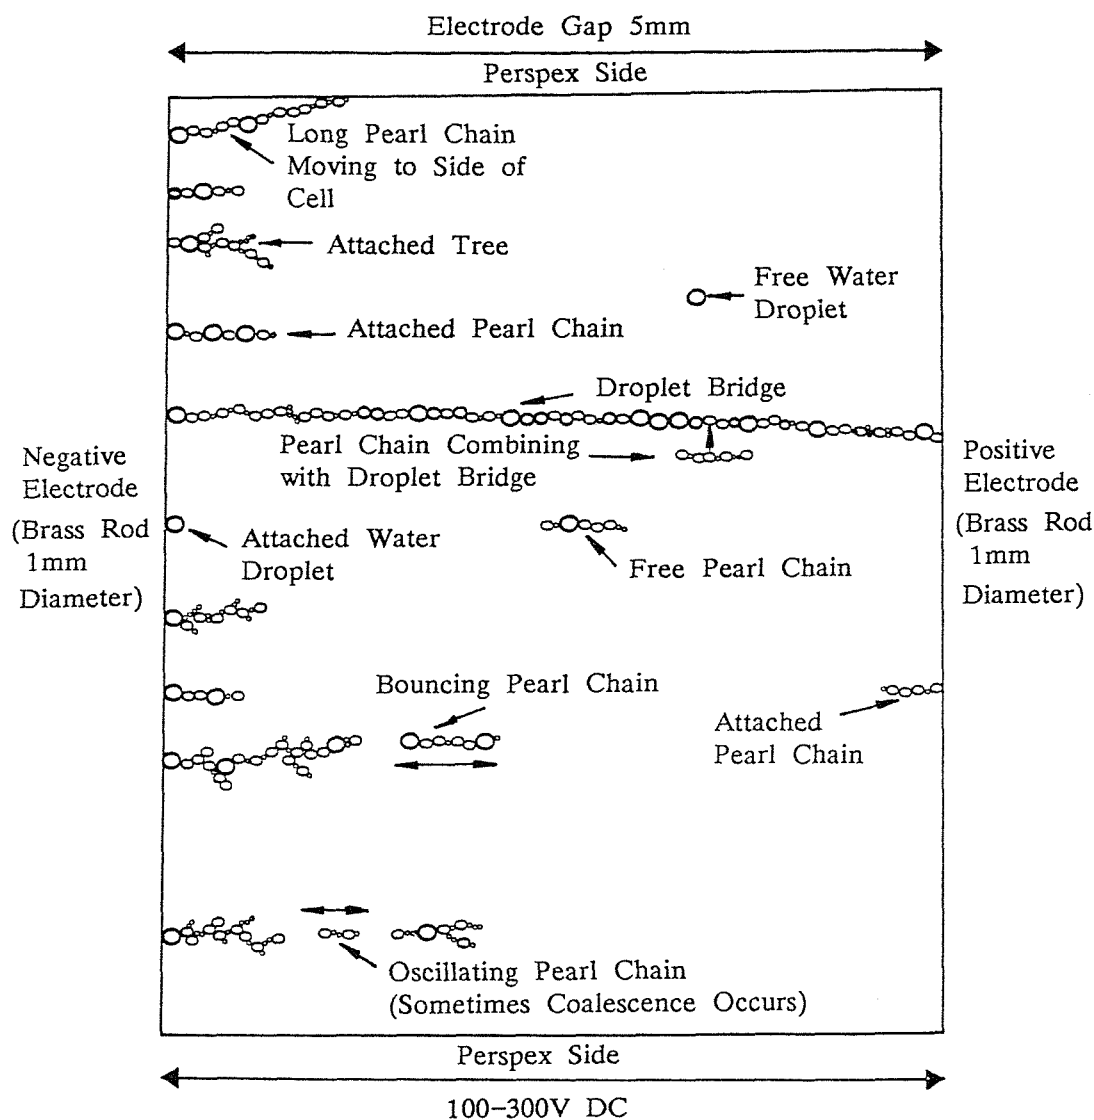 Electrode Gap 5mm
Perspex Side
Long Pearl Chain
Moving to Side of
Cell
Attached Tree
Free Water
Droplet
Attached Pearl Chain
Droplet Bridge
Pearl Chain Combining
with Droplet Bridge
Negative
Electrode
(Brass Rod
1mm
Diameter)
Positive
Electrode
(Brass Rod
1mm
Diameter)
Attached Water
Droplet
Free Pearl Chain
Bouncing Pearl Chain
Attached
Pearl Chain
Oscillating Pearl Chain
(Sometimes Coalescence Occurs)
Perspex Side
100-300V DC